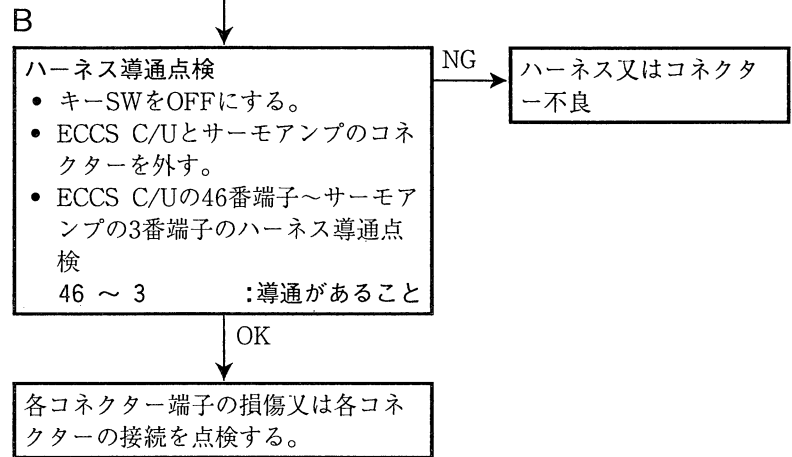 B
ハーネス導通点検
• キーSWをOFFにする。
• ECCS C/Uとサーモアンプのコネ
クターを外す。
• ECCS C/Uの46番端子～サーモア
ンプの3番端子のハーネス導通点
検
46 ～ 3 :導通があること
NG
ハーネス又はコネクタ
ー不良
OK
各コネクター端子の損傷又は各コネ
クターの接続を点検する。